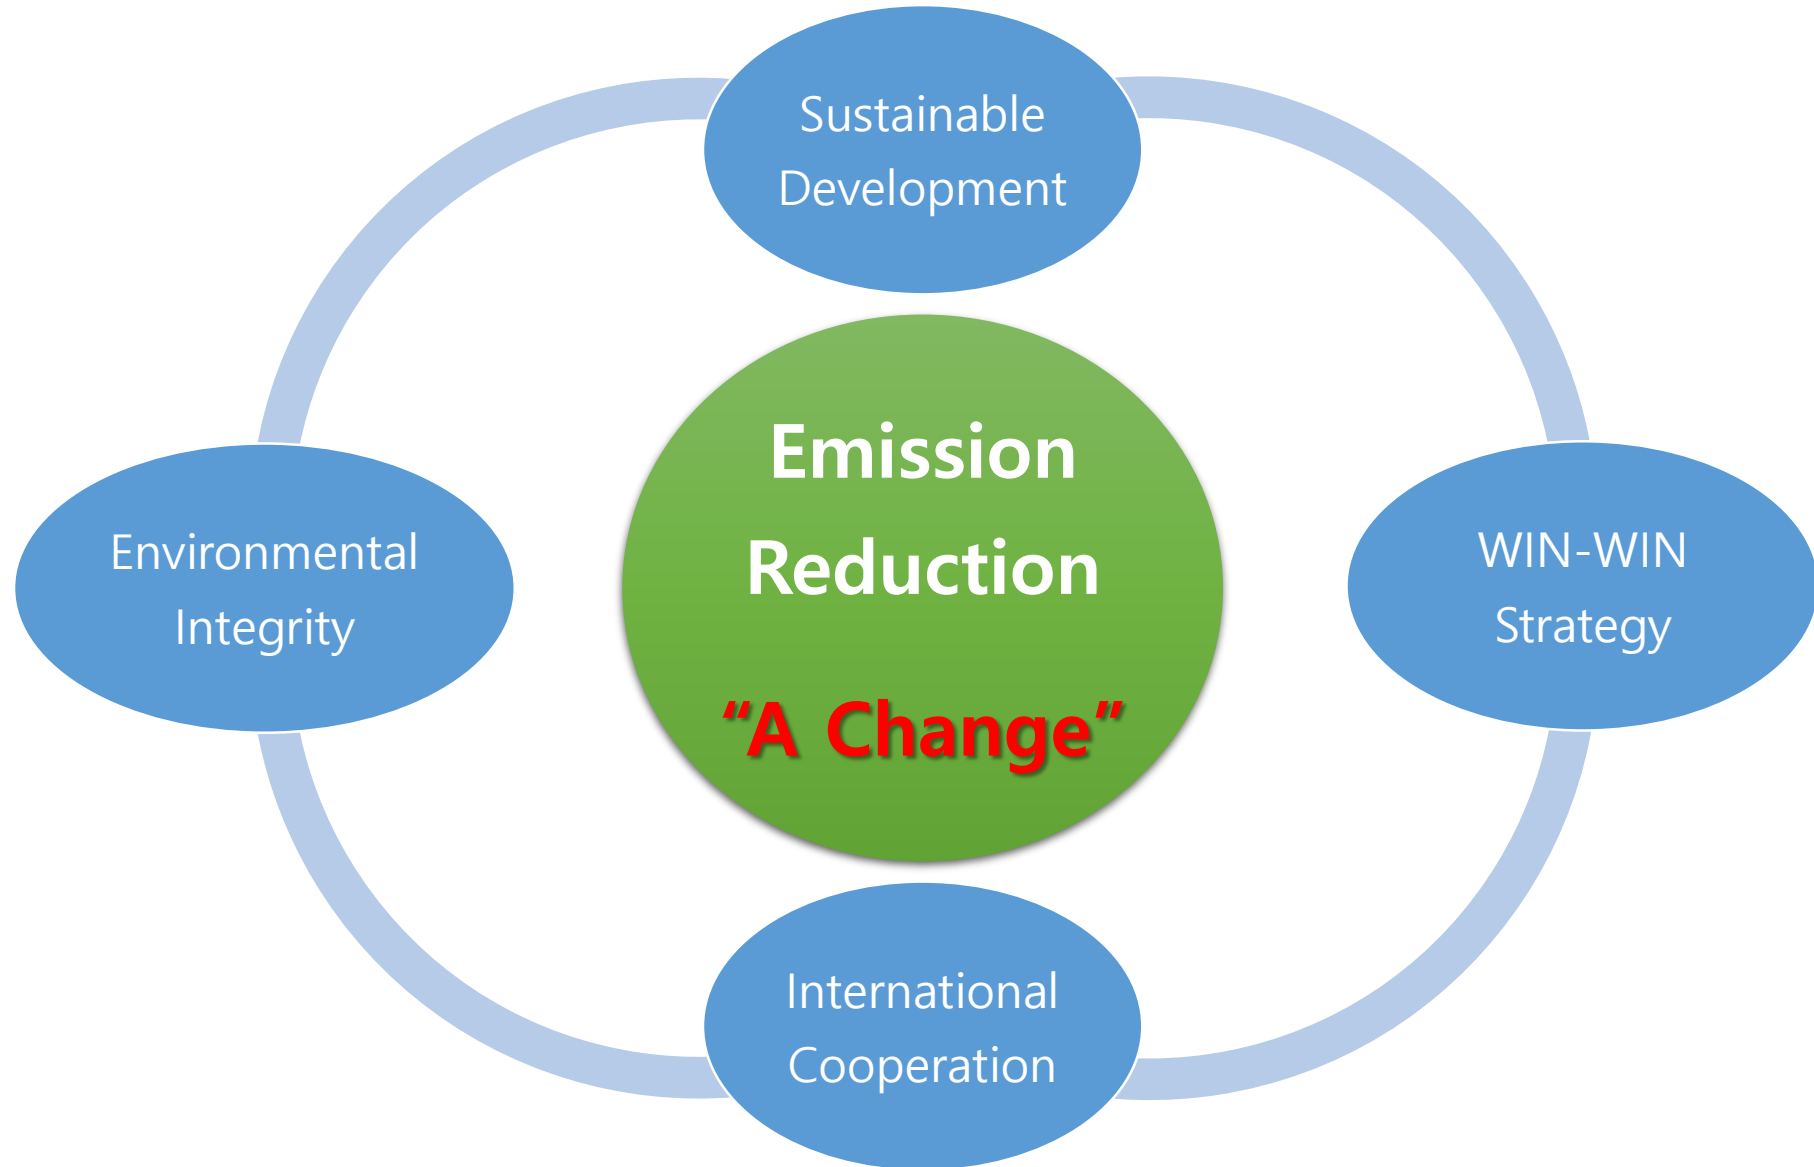 Sustainable
Development
Emission
Reduction
“A Change”
Environmental
Integrity
WIN-WIN
Strategy
International
Cooperation